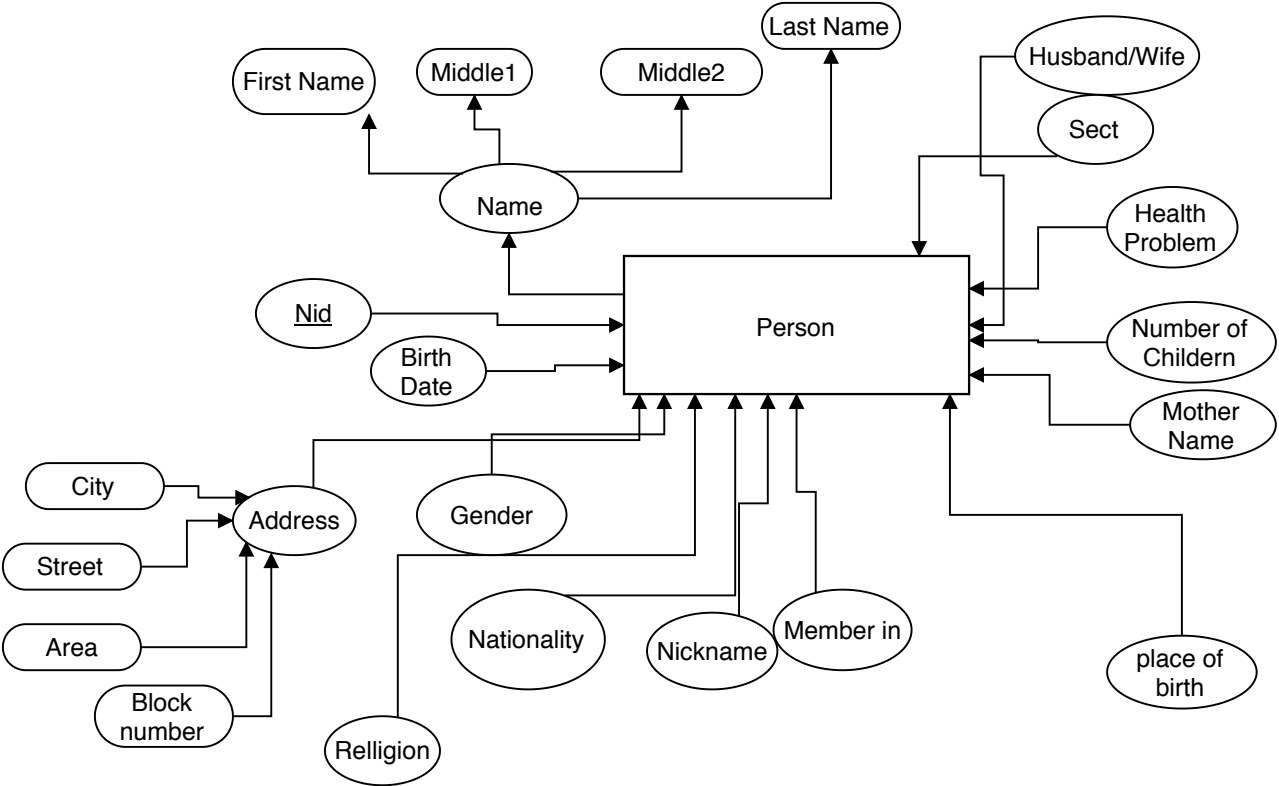 Last Name
First Name
Middle1
Middle2
Husband/Wife
Sect
Name
Health
Problem
Nid
Person
Number of
Childern
Birth
Date
Mother
Name
City
Address
Gender
Street
Area
Nationality
Nickname
Member in
place of
birth
Block
number
Relligion